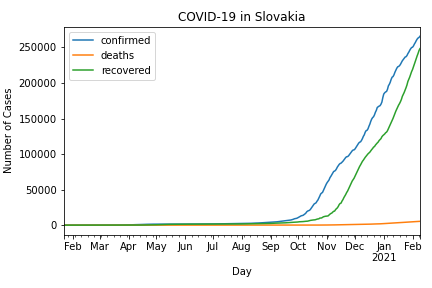 COVID-19 in Slovakia
confirmed
deaths
recovered
250000
200000
150000
100000
50000
0
Number of Cases
Feb Mar Apr May Jun Jul Aug Sep Oct Nov Dec Jan Feb
2021
Day